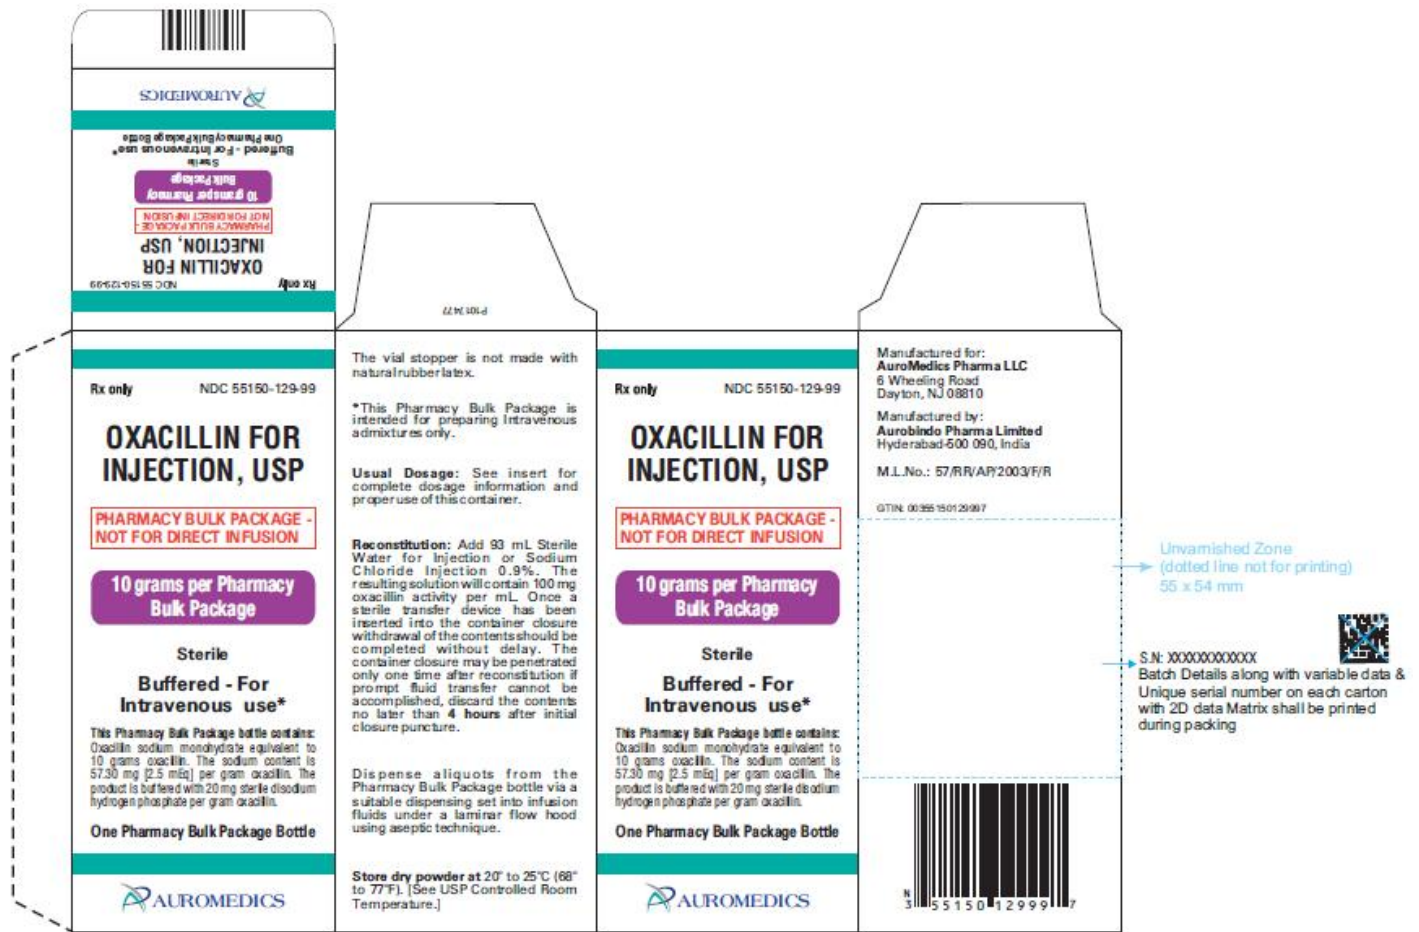 AUROMEDICS
One Pharmacy Bulk Package Bottle
Buffered - For Intravenous use*
Sterile
10 grams per Pharmacy
Bulk Package
PHARMACY BULK PACKAGE -
NOT FOR DIRECT INFUSION
OXACILLIN FOR
INJECTION, USP
Rx only NDC 55150-129-99
P1017477
Rx only NDC 55150-129-99
OXACILLIN FOR
INJECTION, USP
PHARMACY BULK PACKAGE -
NOT FOR DIRECT INFUSION
10 grams per Pharmacy
Bulk Package
Sterile
Buffered - For
Intravenous use*
This Pharmacy Bulk Package bottle contains:
Oxacillin sodium monohydrate equivalent to
10 grams oxacillin. The sodium content is
57.30 mg [2.5 mEq] per gram oxacillin. The
product is buffered with 20 mg sterile disodium
hydrogen phosphate per gram oxacillin.
One Pharmacy Bulk Package Bottle
AUROMEDICS
The vial stopper is not made with
natural rubber latex.
*This Pharmacy Bulk Package is
intended for preparing Intravenous
admixtures only.
Usual Dosage: See insert for
complete dosage information and
proper use of this container.
Reconstitution: Add 93 mL Sterile
Water for Injection or Sodium
Chloride Injection 0.9%. The
resulting solution will contain 100 mg
oxacillin activity per mL. Once a
sterile transfer device has been
inserted into the container closure
withdrawal of the contents should be
completed without delay. The
container closure may be penetrated
only one time after reconstitution if
prompt fluid transfer cannot be
accomplished, discard the contents
no later than 4 hours after initial
closure puncture.
Dispense aliquots from the
Pharmacy Bulk Package bottle via a
suitable dispensing set into infusion
fluids under a laminar flow hood
using aseptic technique.
Store dry powder at 20° to 25°C (68°
to 77°F). [See USP Controlled Room
Temperature.]
Rx only NDC 55150-129-99
OXACILLIN FOR
INJECTION, USP
PHARMACY BULK PACKAGE -
NOT FOR DIRECT INFUSION
10 grams per Pharmacy
Bulk Package
Sterile
Buffered - For
Intravenous use*
This Pharmacy Bulk Package bottle contains:
Oxacillin sodium monohydrate equivalent to
10 grams oxacillin. The sodium content is
57.30 mg [2.5 mEq] per gram oxacillin. The
product is buffered with 20 mg sterile disodium
hydrogen phosphate per gram oxacillin.
One Pharmacy Bulk Package Bottle
AUROMEDICS
Manufactured for:
AuroMedics Pharma LLC
6 Wheeling Road
Dayton, NJ 08810
Manufactured by:
Aurobindo Pharma Limited
Hyderabad-500 090, India
M.L.No.: 57/RR/AP/2003/F/R
GTIN: 00355150129997
Unvarnished Zone
(dotted line not for printing)
55 x 54 mm
S.N: XXXXXXXXXXXX
Batch Details along with variable data &
Unique serial number on each carton
with 2D data Matrix shall be printed
during packing
N
3 55150 12999 7